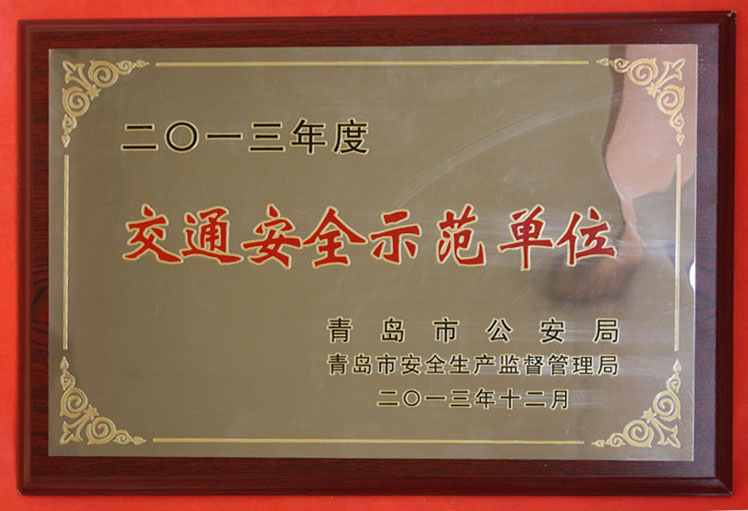 二〇一三年度
交通安全示范单位
青岛市公安局
青岛市安全生产监督管理局
二〇一三年十二月